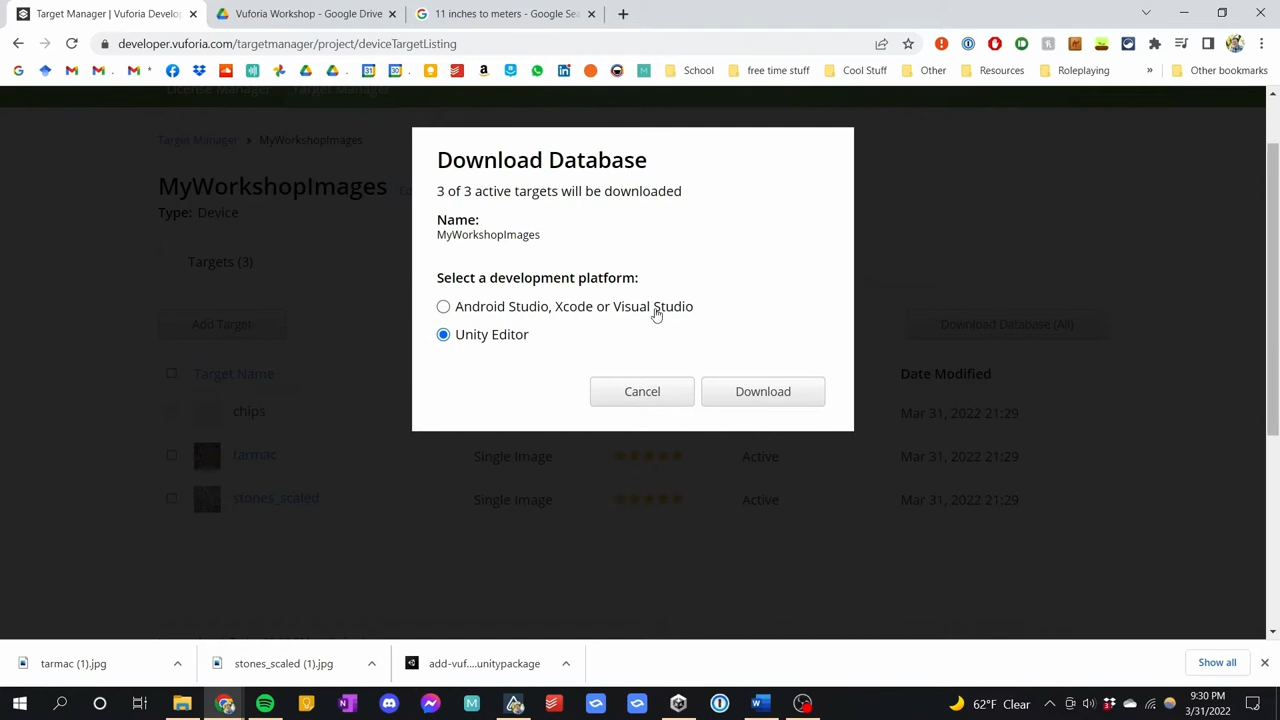 Target Manager | Vuforia Develop
Vuforia Workshop - Google Drive
11 inches to meters - Google Sea
developer.vuforia.com/targetmanager/project/deviceTargetListing
School
free time stuff
Cool Stuff
Other
Resources
Roleplaying
Other bookmarks
License Manager
Target Manager
Target Manager > MyWorkshopImages
MyWorkshopImages
Type: Device
Targets (3)
Add Target
Download Database (All)
Target Name
Date Modified
chips
Mar 31, 2022 21:29
tarmac
Single Image
Active
Mar 31, 2022 21:29
stones_scaled
Single Image
Active
Mar 31, 2022 21:29
Download Database
3 of 3 active targets will be downloaded
Name:
MyWorkshopImages
Select a development platform:
Android Studio, Xcode or Visual Studio
Unity Editor
Cancel
Download
tarmac (1).jpg
stones_scaled (1).jpg
add-vuf....unitypackage
Show all
62°F Clear
9:30 PM
3/31/2022